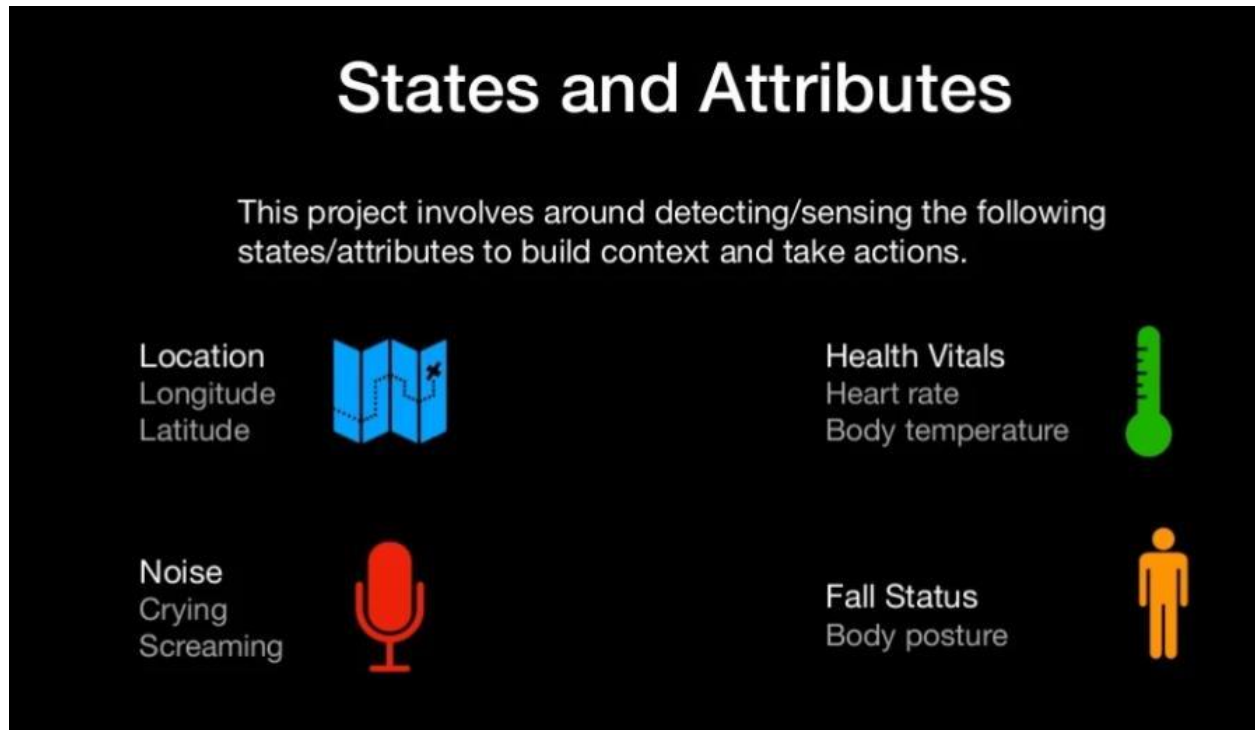 States and Attributes
This project involves around detecting/sensing the following
states/attributes to build context and take actions.
Location
Longitude
Latitude
Health Vitals
Heart rate
Body temperature
Noise
Crying
Screaming
Fall Status
Body posture